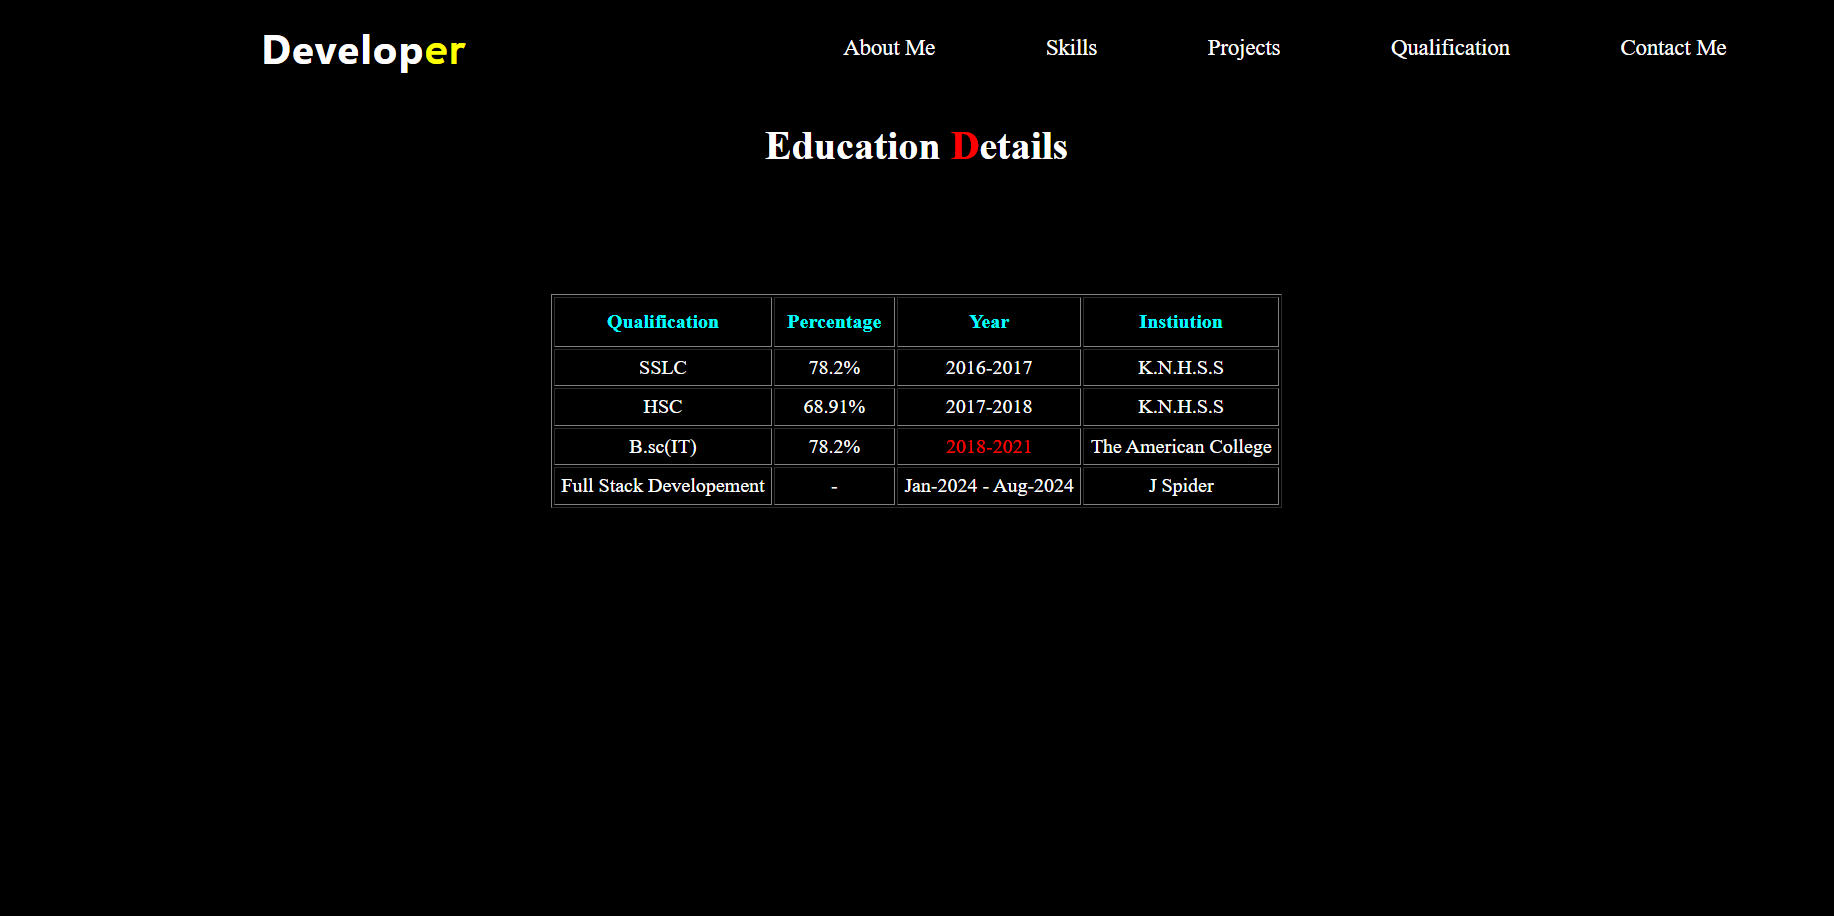 Developer About Me Skills Projects Qualification Contact Me
Education Details
Qualification Percentage Year Instiution
SSLC 78.2% 2016-2017 K.N.H.S.S
HSC 68.91% 2017-2018 K.N.H.S.S
B.sc(IT) 78.2% 2018-2021 The American College
Full Stack Developement - Jan-2024 - Aug-2024 J Spider